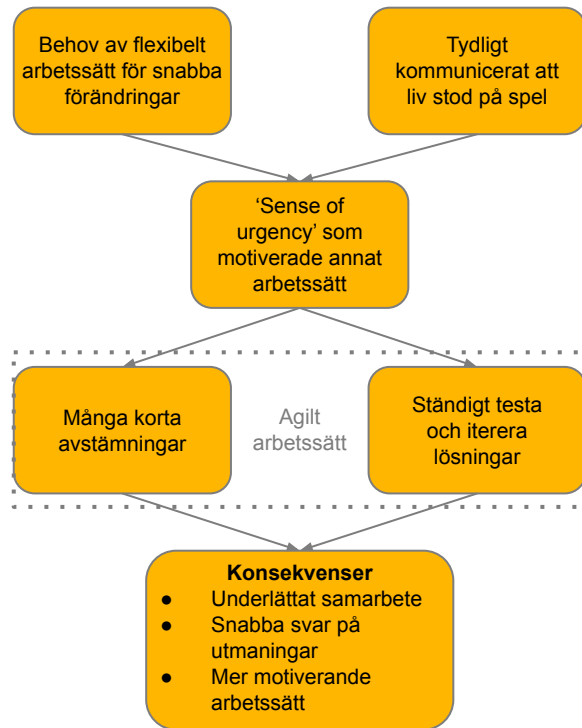 Behov av flexibelt
arbetssätt för snabba
förändringar
Tydligt
kommunicerat att
liv stod på spel
‘Sense of
urgency’ som
motiverade annat
arbetssätt
Många korta
avstämningar
Agilt
arbetssätt
Ständigt testa
och iterera
lösningar
Konsekvenser
● Underlättat samarbete
● Snabba svar på
utmaningar
● Mer motiverande
arbetssätt